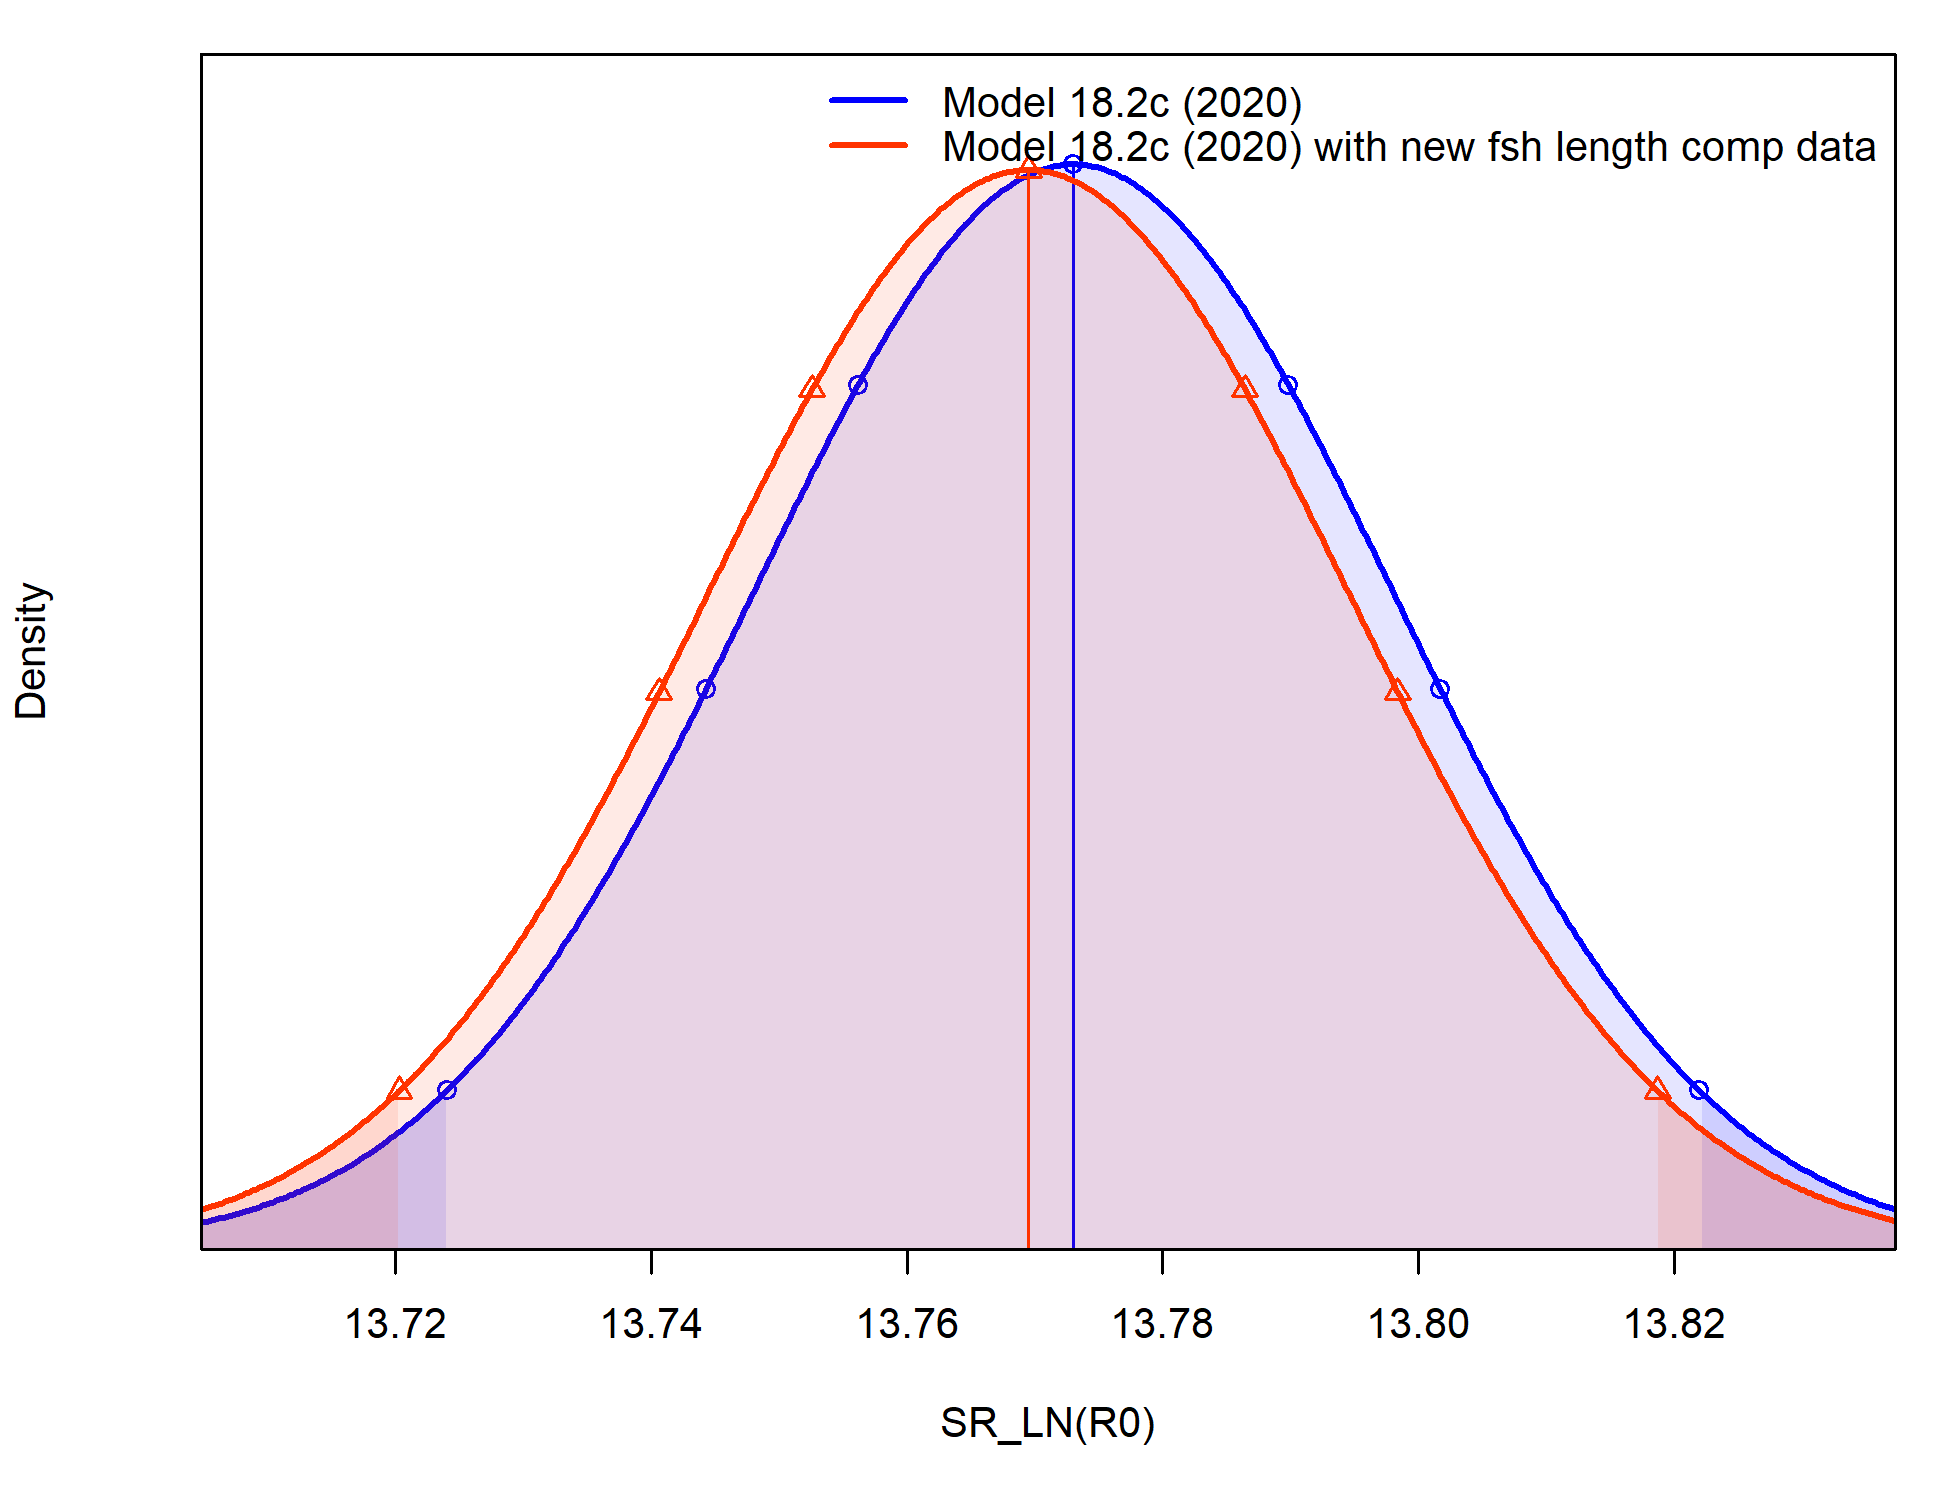 Model 18.2c (2020)
Model 18.2c (2020) with new fsh length comp data
Density
13.72 13.74 13.76 13.78 13.80 13.82
SR_LN(R0)